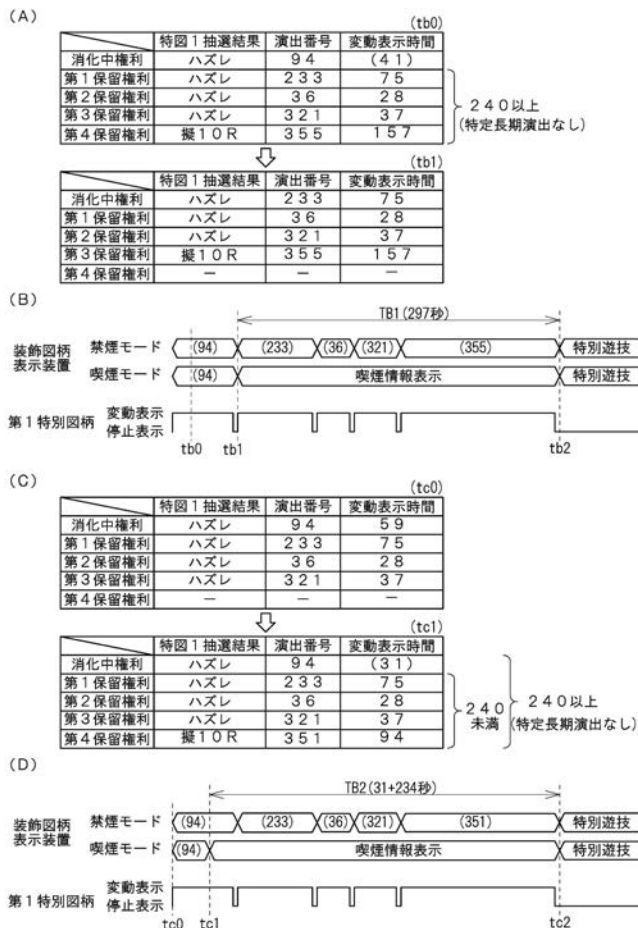 (A)
(tb0)
特図1抽選結果 演出番号 変動表示時間
消化中権利 ハズレ 94 (41)
第1保留権利 ハズレ 233 75
第2保留権利 ハズレ 36 28
第3保留権利 ハズレ 321 37
第4保留権利 擬10R 355 157
240以上
(特定長期演出なし)
(tb1)
特図1抽選結果 演出番号 変動表示時間
消化中権利 ハズレ 233 75
第1保留権利 ハズレ 36 28
第2保留権利 ハズレ 321 37
第3保留権利 擬10R 355 157
第4保留権利 － － －
(B)
TB1(297秒)
装飾図柄
表示装置
禁煙モード (94) (233) (36) (321) (355) 特別遊技
喫煙モード (94) 喫煙情報表示 特別遊技
第1特別図柄 変動表示
停止表示
tb0 tb1 tb2
(C)
(tc0)
特図1抽選結果 演出番号 変動表示時間
消化中権利 ハズレ 94 59
第1保留権利 ハズレ 233 75
第2保留権利 ハズレ 36 28
第3保留権利 ハズレ 321 37
第4保留権利 － － －
(tc1)
特図1抽選結果 演出番号 変動表示時間
消化中権利 ハズレ 94 (31)
第1保留権利 ハズレ 233 75
第2保留権利 ハズレ 36 28
第3保留権利 ハズレ 321 37
第4保留権利 擬10R 351 94
240
未満
240以上
(特定長期演出なし)
(D)
TB2(31+234秒)
装飾図柄
表示装置
禁煙モード (94) (233) (36) (321) (351) 特別遊技
喫煙モード (94) 喫煙情報表示 特別遊技
第1特別図柄 変動表示
停止表示
tc0 tc1 tc2